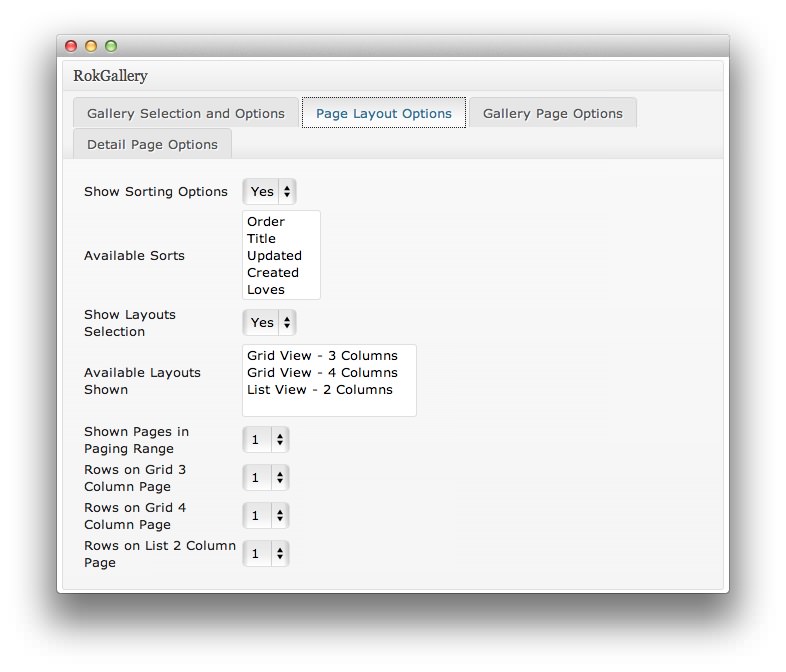 RokGallery
Gallery Selection and Options
Page Layout Options
Gallery Page Options
Detail Page Options
Show Sorting Options
Yes
Available Sorts
Order
Title
Updated
Created
Loves
Show Layouts
Selection
Yes
Available Layouts
Shown
Grid View - 3 Columns
Grid View - 4 Columns
List View - 2 Columns
Shown Pages in
Paging Range
1
Rows on Grid 3
Column Page
1
Rows on Grid 4
Column Page
1
Rows on List 2 Column
Page
1